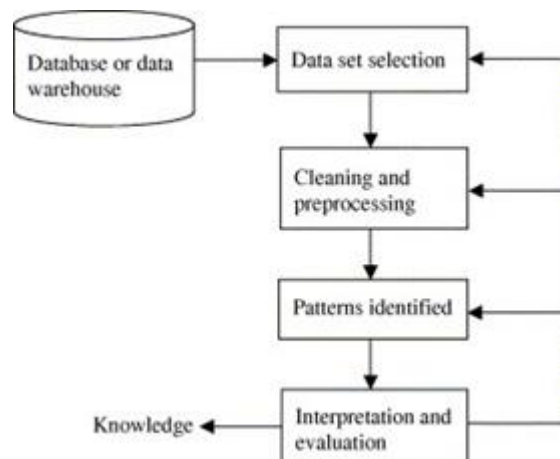 Database or data
warehouse
Data set selection
Cleaning and
preprocessing
Patterns identified
Knowledge
Interpretation and
evaluation